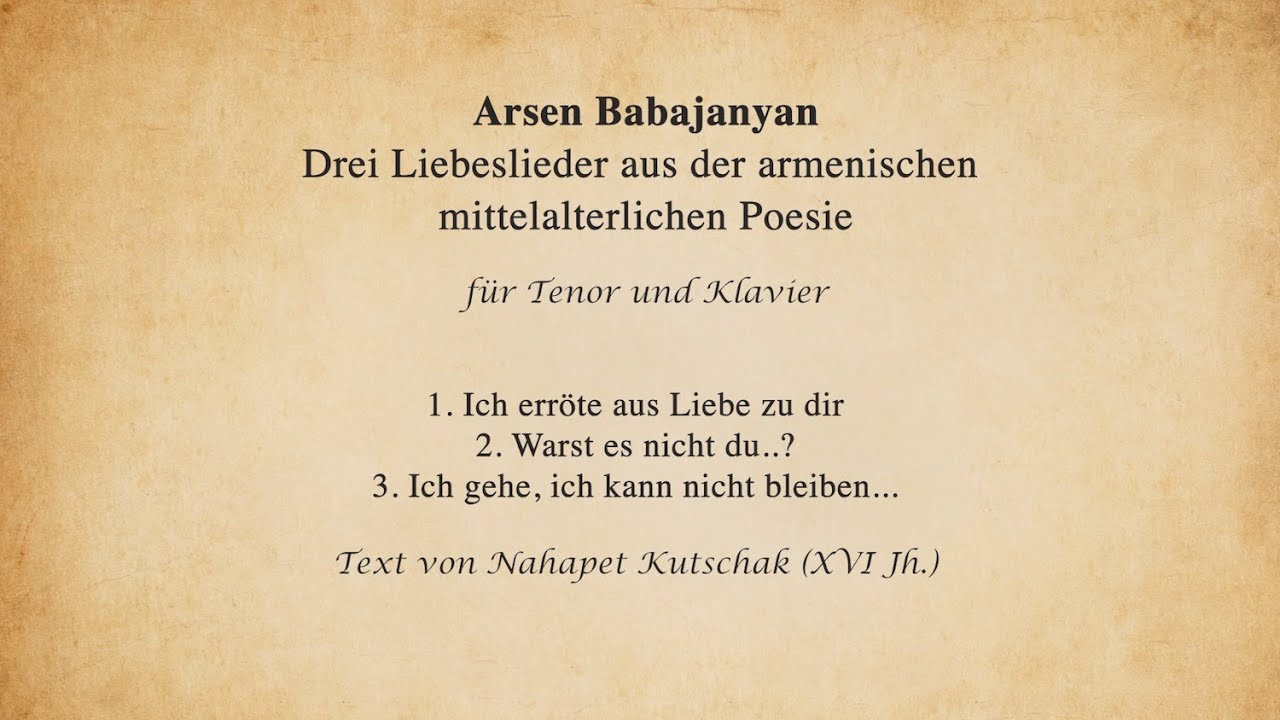 Arsen Babajanyan
Drei Liebeslieder aus der armenischen
mittelalterlichen Poesie
für Tenor und Klavier
1. Ich erröte aus Liebe zu dir
2. Warst es nicht du..?
3. Ich gehe, ich kann nicht bleiben...
Text von Nahapet Kutschak (XVI Jh.)